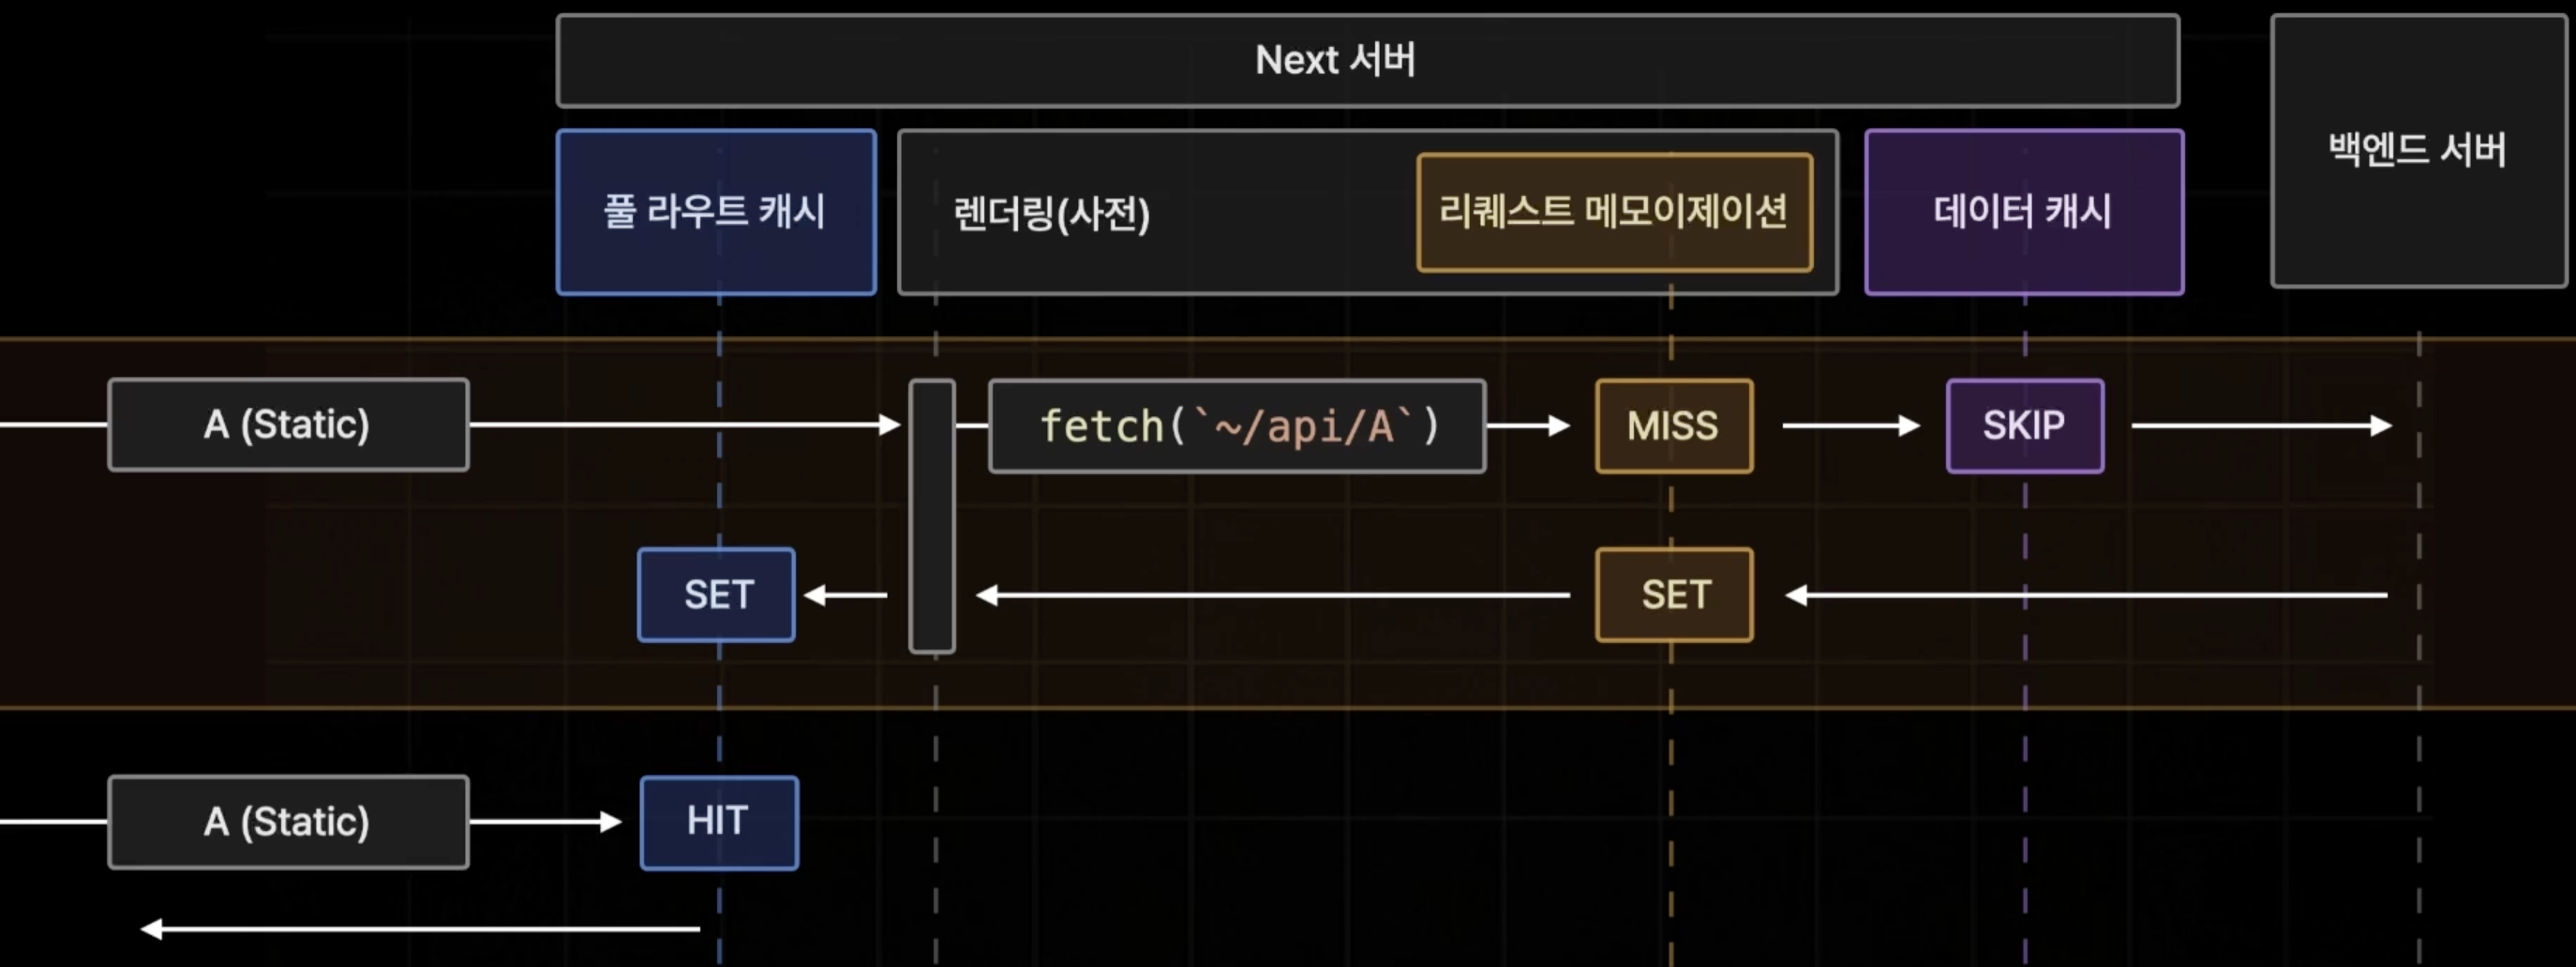 Next 서버
백엔드 서버
풀 라우트 캐시
렌더링(사전)
리퀘스트 메모이제이션
데이터 캐시
A (Static)
fetch(`~/api/A`)
MISS
SKIP
SET
SET
A (Static)
HIT